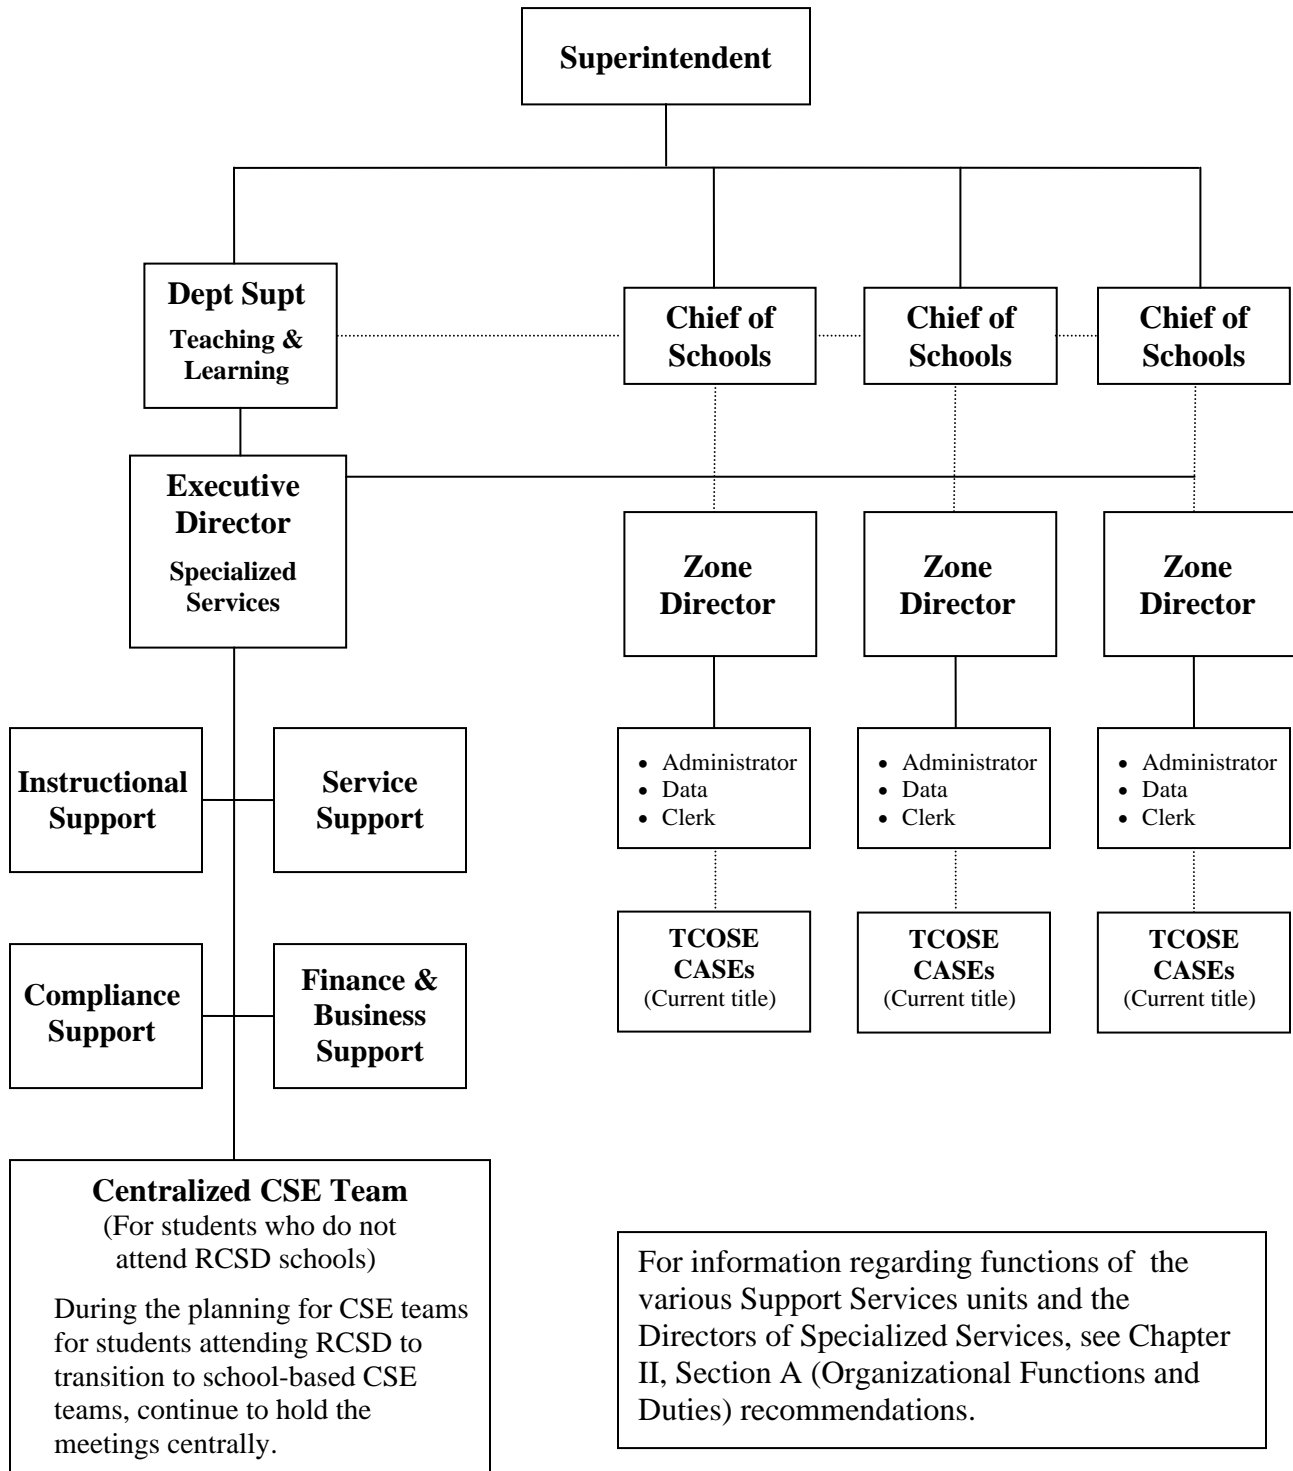 Superintendent
Dept Supt
Teaching &
Learning
Chief of
Schools
Chief of
Schools
Chief of
Schools
Executive
Director
Specialized
Services
Zone
Director
Zone
Director
Zone
Director
Instructional
Support
Service
Support
• Administrator
• Data
• Clerk
• Administrator
• Data
• Clerk
• Administrator
• Data
• Clerk
Compliance
Support
Finance &
Business
Support
TCOSE
CASEs
(Current title)
TCOSE
CASEs
(Current title)
TCOSE
CASEs
(Current title)
Centralized CSE Team
(For students who do not
attend RCSD schools)
During the planning for CSE teams
for students attending RCSD to
transition to school-based CSE
teams, continue to hold the
meetings centrally.
For information regarding functions of the
various Support Services units and the
Directors of Specialized Services, see Chapter
II, Section A (Organizational Functions and
Duties) recommendations.